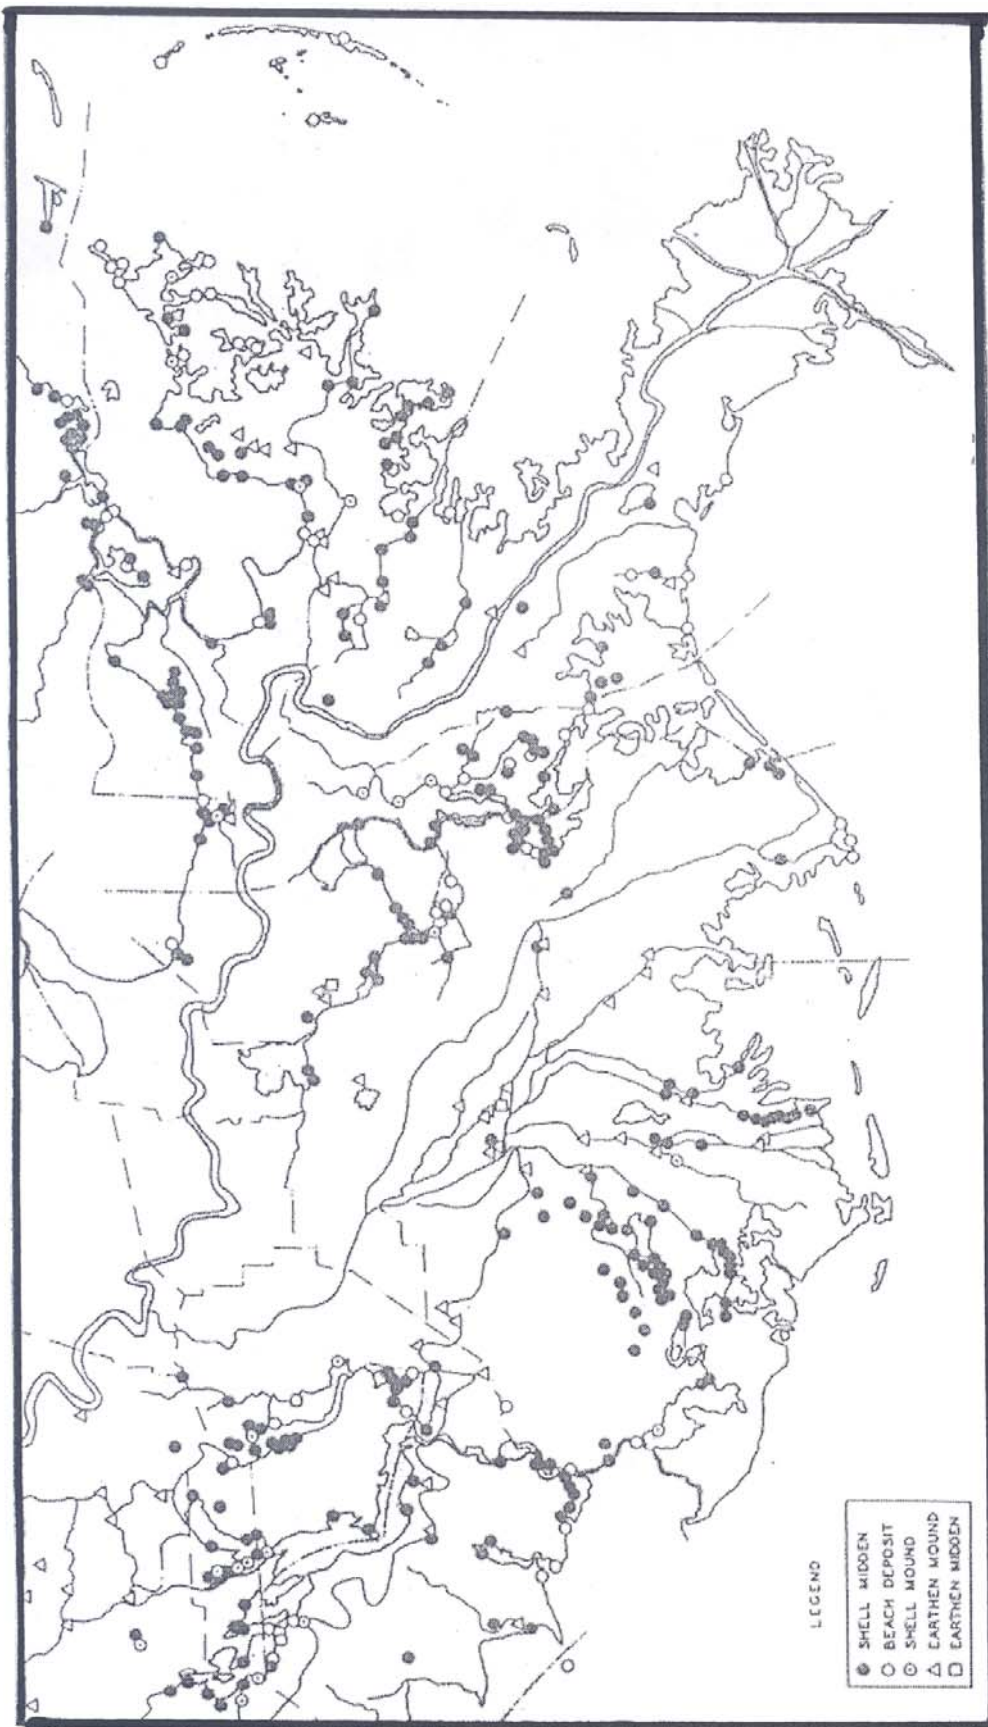 LEGEND
SHELL MIDDEN
BEACH DEPOSIT
SHELL MOUND
EARTHEN MOUND
EARTHEN MIDDEN